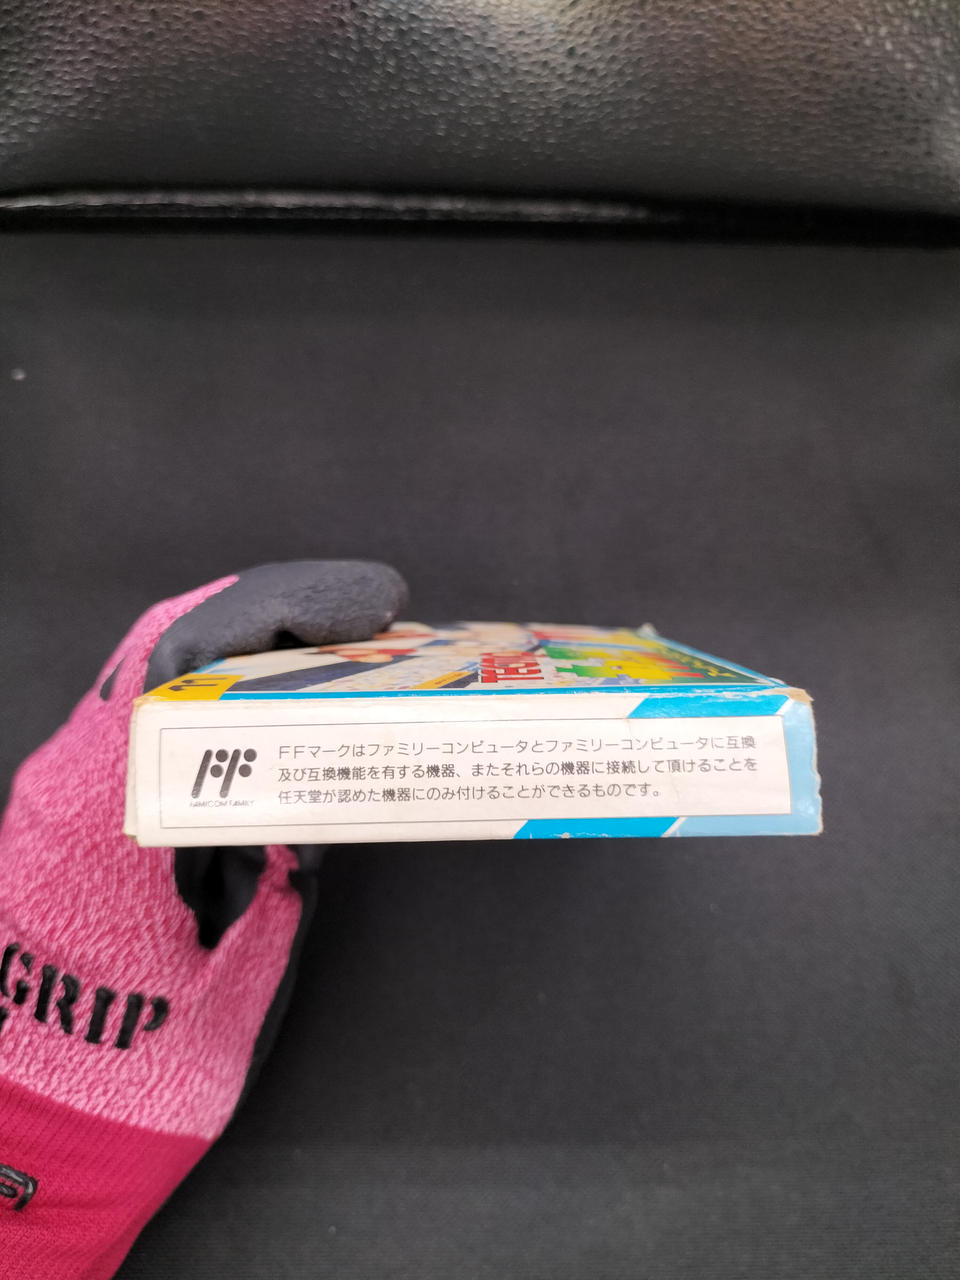 TECMO
FAMICOM FAMILY
FFマークはファミリーコンピュータとファミリーコンピュータに互換
及び互換機能を有する機器、またそれらの機器に接続して頂けることを
任天堂が認めた機器にのみ付けることができるものです。
GRIP